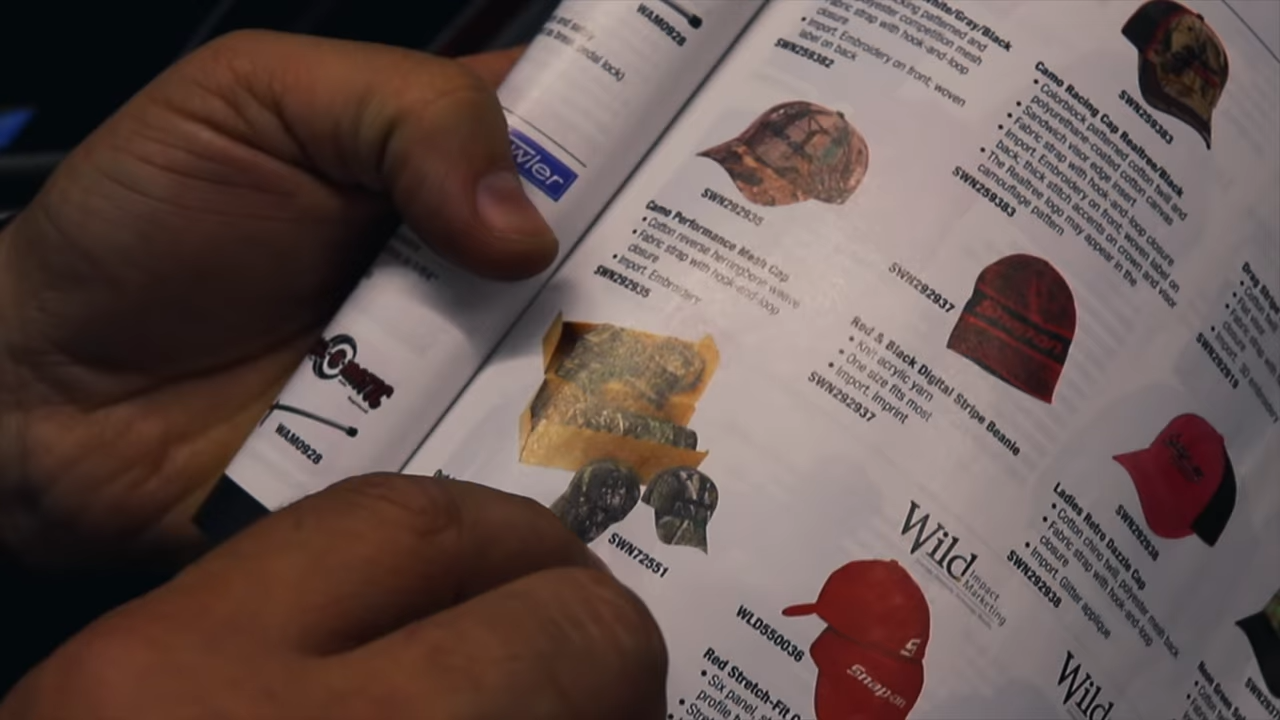 WAM0928
White/Gray/Black
polyester competition mesh
Fabric strap with hook-and-loop
closure
• Import. Embroidery on front, woven
label on back
SWN259382
SWN259383
Camo Racing Cap Realtree/Black
• Colorblock, patterned cotton twill and
polyurethane-coated cotton canvas
• Sandwich visor edge insert
• Fabric strap with hook-and-loop closure
• Import. Embroidery on front, woven label on
back; thick stitch accents on crown and visor
• The Realtree logo may appear in the
camouflage pattern
SWN259383
SWN292935
Camo Performance Mesh Cap
• Cotton reverse herringbone weave
• Fabric strap with hook-and-loop
closure
• Import. Embroidery
SWN292935
SWN292937
Red & Black Digital Stripe Beanie
• Knit acrylic yarn
• One size fits most
• Import. Imprint
SWN292937
WAM0928
SWN72551
SWN292938
Ladies Retro Dazzle Cap
• Cotton chino twill, polyester mesh back
• Fabric strap with hook-and-loop
closure
• Import. Glitter applique
SWN292938
Wild
Impact
Marketing
WLD550036
Red Stretch-Fit
• Six panel,
profile
Snap-on
Wild
SWN2919